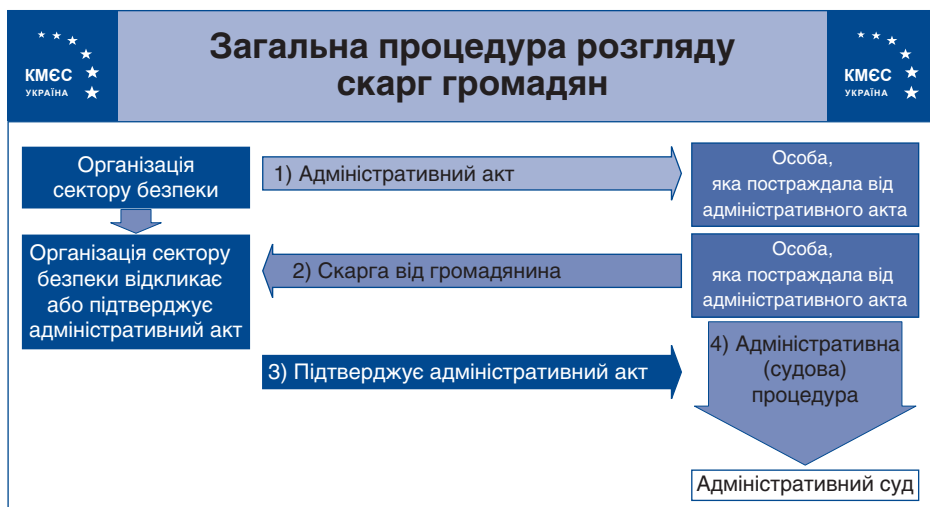 КМЄС
УКРАЇНА
Загальна процедура розгляду
скарг громадян
КМЄС
УКРАЇНА
Організація
сектору безпеки
1) Адміністративний акт
Особа,
яка постраждала від
адміністративного акта
Організація сектору
безпеки відкликає
або підтверджує
адміністративний акт
2) Скарга від громадянина
Особа,
яка постраждала від
адміністративного акта
3) Підтверджує адміністративний акт
4) Адміністративна
(судова)
процедура
Адміністративний суд